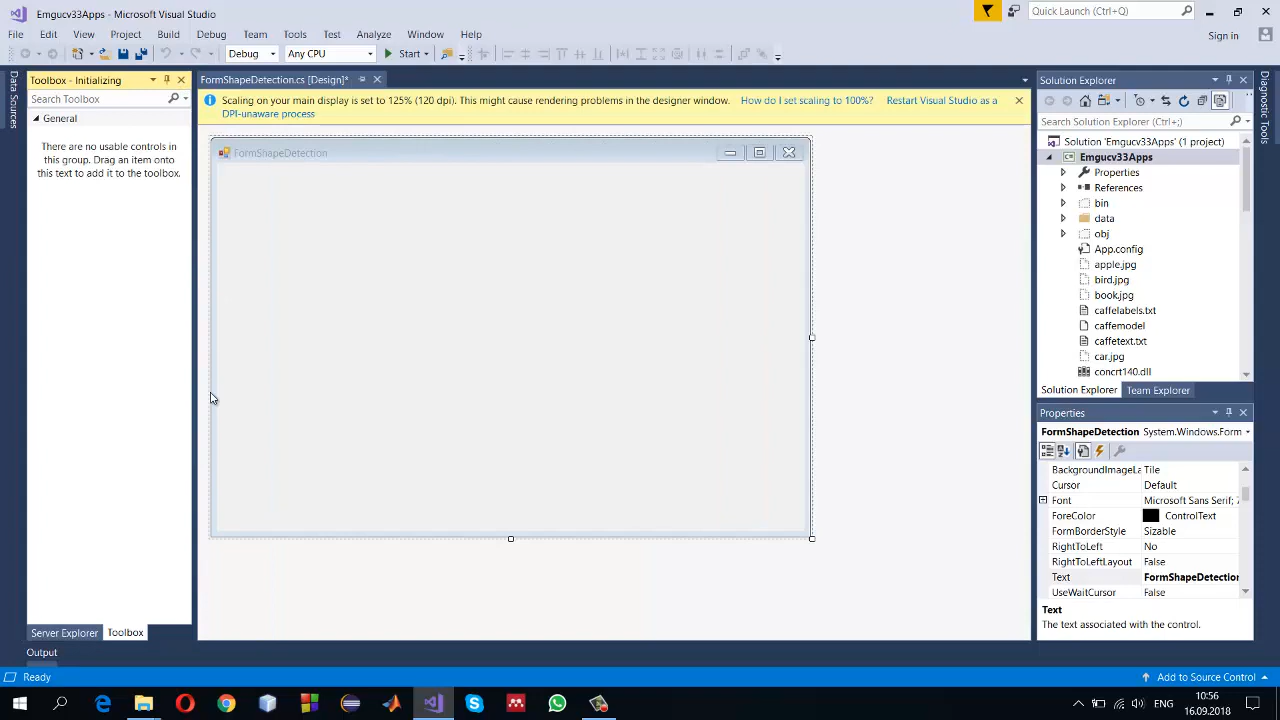 Emgucv33Apps - Microsoft Visual Studio
Quick Launch (Ctrl+Q)
File Edit View Project Build Debug Team Tools Test Analyze Window Help
Sign in
Debug Any CPU Start
Data Sources
Toolbox - Initializing
Search Toolbox
General
There are no usable controls in
this group. Drag an item onto
this text to add it to the toolbox.
Server Explorer Toolbox
Output
FormShapeDetection.cs [Design]*
Scaling on your main display is set to 125% (120 dpi). This might cause rendering problems in the designer window. How do I set scaling to 100%? Restart Visual Studio as a
DPI-unaware process
FormShapeDetection
Solution Explorer
Search Solution Explorer (Ctrl+;)
Solution 'Emgucv33Apps' (1 project)
Emgucv33Apps
Properties
References
bin
data
obj
App.config
apple.jpg
bird.jpg
book.jpg
caffelabels.txt
caffemodel
caffetext.txt
car.jpg
concrt140.dll
Solution Explorer Team Explorer
Diagnostic Tools
Properties
FormShapeDetection System.Windows.Form
BackgroundImageLa Tile
Cursor Default
Font Microsoft Sans Serif; 7
ForeColor ControlText
FormBorderStyle Sizable
RightToLeft No
RightToLeftLayout False
Text FormShapeDetection
UseWaitCursor False
Text
The text associated with the control.
Ready
Add to Source Control
ENG
10:56
16.09.2018